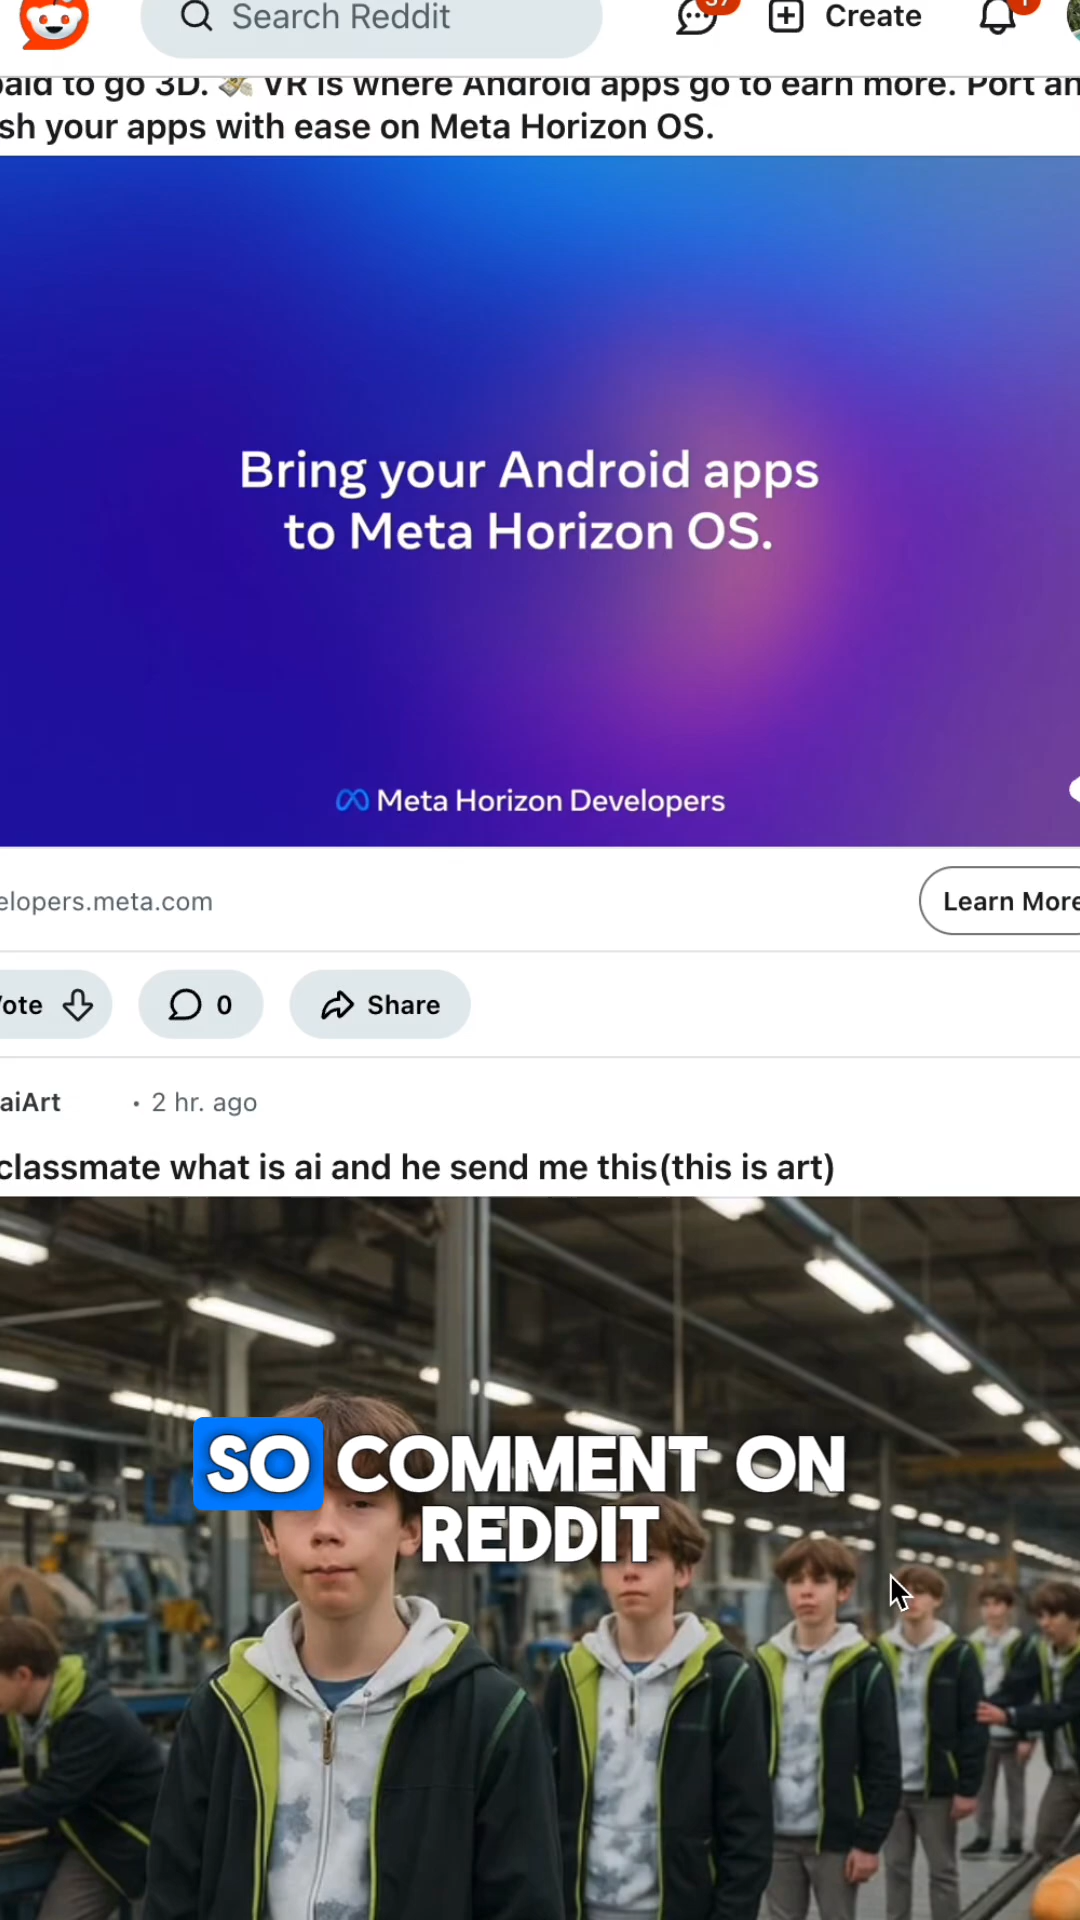 Search Reddit
Create
paid to go 3D. 💸 VR is where Android apps go to earn more. Port an
sh your apps with ease on Meta Horizon OS.
Bring your Android apps
to Meta Horizon OS.
Meta Horizon Developers
elopers.meta.com
Learn More
Vote
0
Share
aiArt • 2 hr. ago
classmate what is ai and he send me this(this is art)
SO COMMENT ON
REDDIT